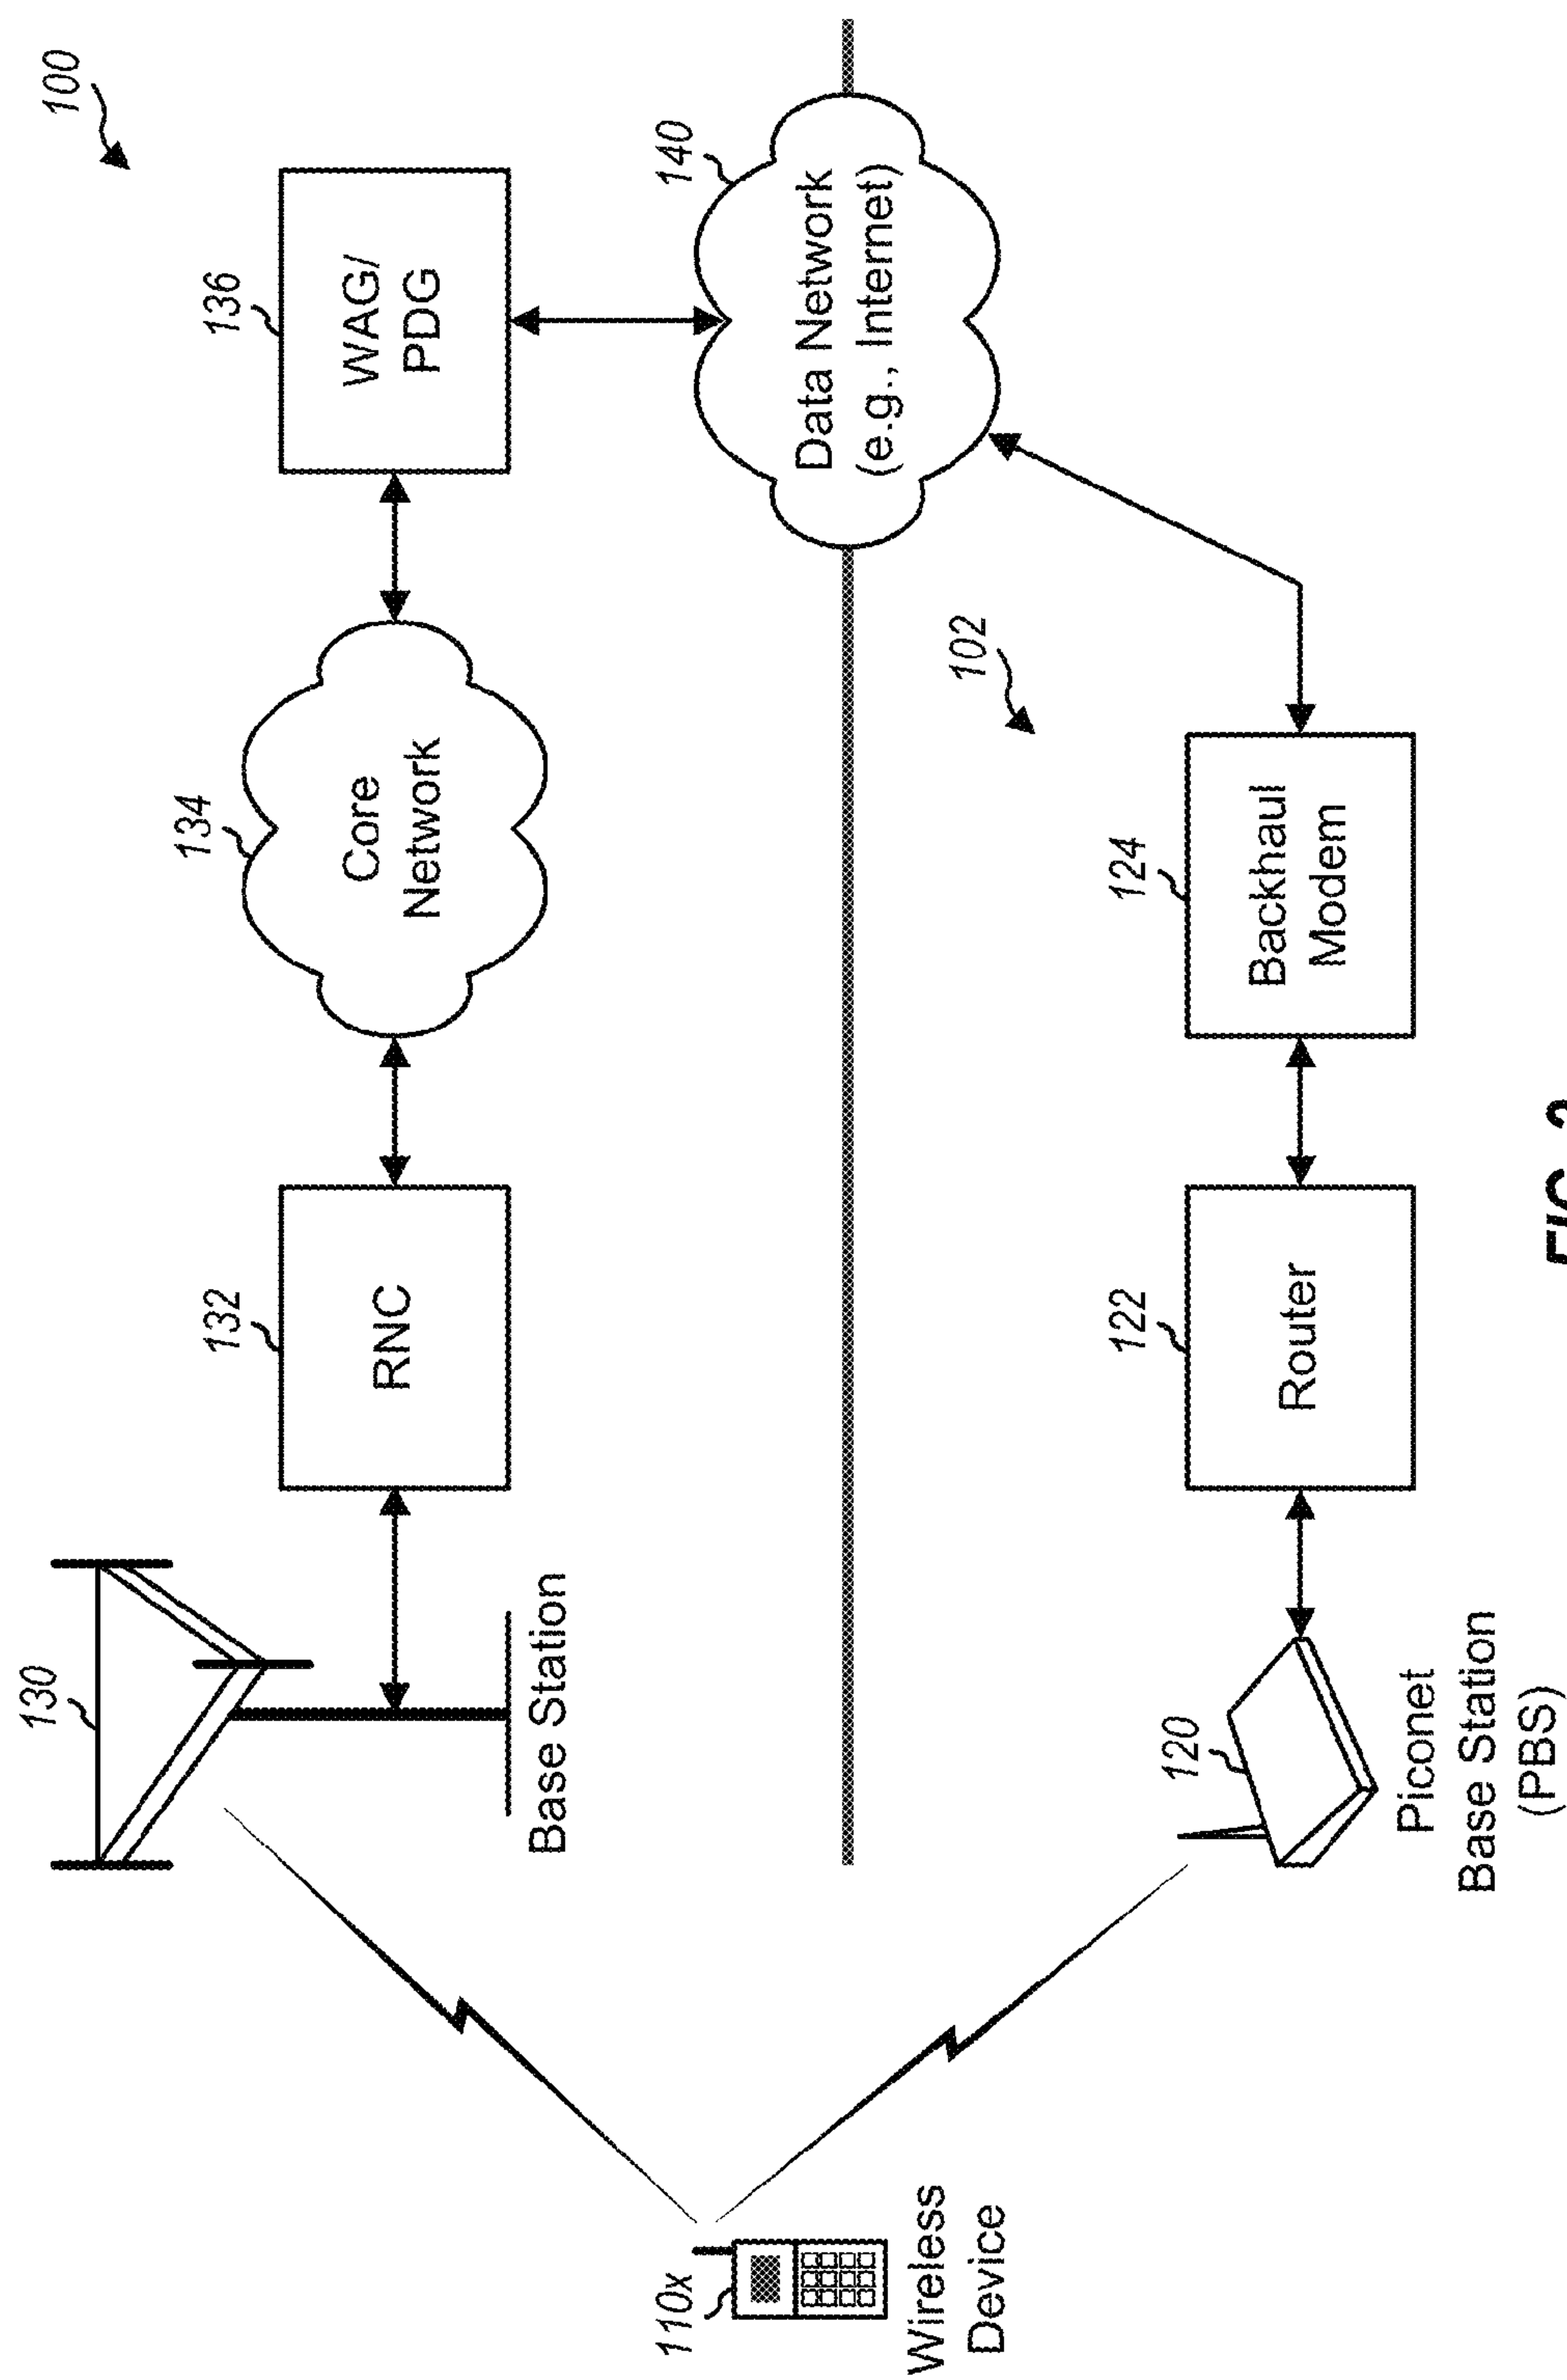 100
130
132
RNC
134
Core
Network
136
WAG/
PDG
Base Station
140
Data Network
(e.g., Internet)
110x
Wireless
Device
102
120
Piconet
Base Station
(PBS)
122
Router
124
Backhaul
Modem
FIG.